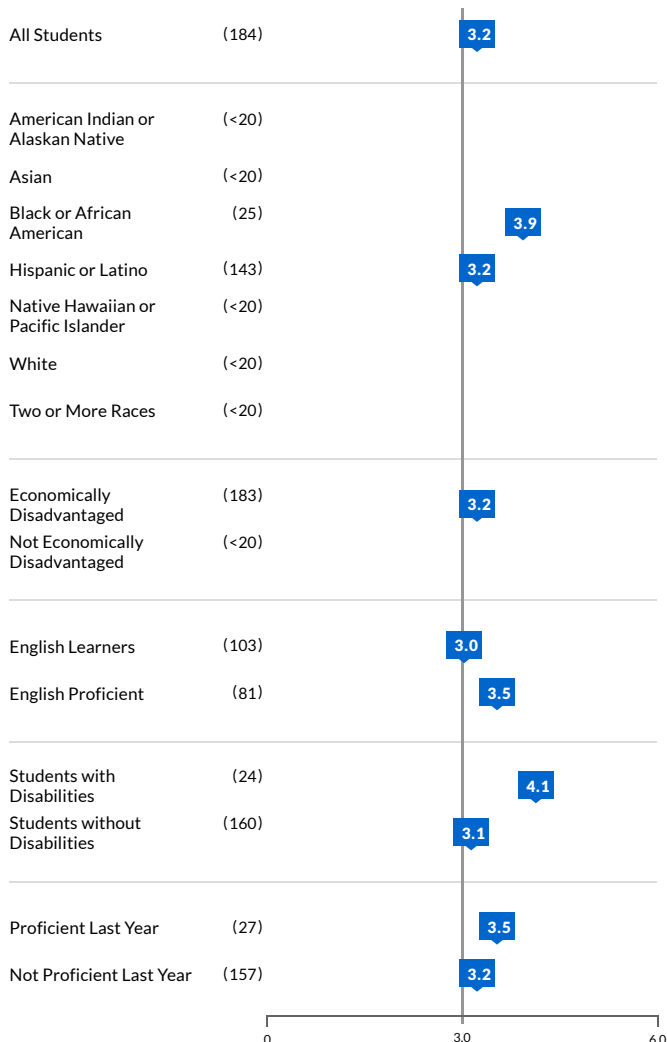 All Students (184) 3.2
American Indian or (<20)
Alaskan Native
Asian (<20)
Black or African (25) 3.9
American
Hispanic or Latino (143) 3.2
Native Hawaiian or (<20)
Pacific Islander
White (<20)
Two or More Races (<20)
Economically (183) 3.2
Disadvantaged
Not Economically (<20)
Disadvantaged
English Learners (103) 3.0
English Proficient (81) 3.5
Students with (24) 4.1
Disabilities
Students without (160) 3.1
Disabilities
Proficient Last Year (27) 3.5
Not Proficient Last Year (157) 3.2
0 3.0 6.0